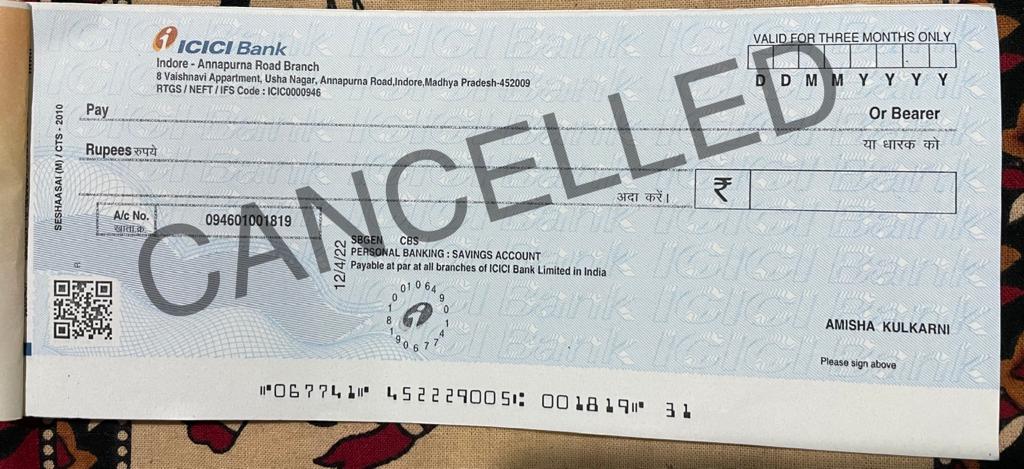 ICICI Bank
Indore - Annapurna Road Branch
8 Vaishnavi Appartment, Usha Nagar, Annapurna Road,Indore,Madhya Pradesh-452009
RTGS / NEFT / IFS Code : ICIC0000946
VALID FOR THREE MONTHS ONLY
D D M M Y Y Y Y
Pay
Or Bearer
या धारक को
Rupees रुपये
अदा करें।
₹
A/c No.
खाता क्र.
094601001819
CANCELLED
SESHAASAI (M) / CTS - 2010
12/4/22
SBGEN CBS
PERSONAL BANKING : SAVINGS ACCOUNT
Payable at par at all branches of ICICI Bank Limited in India
AMISHA KULKARNI
Please sign above
⑈067741⑈ 452229005⑆ 001819⑈ 31